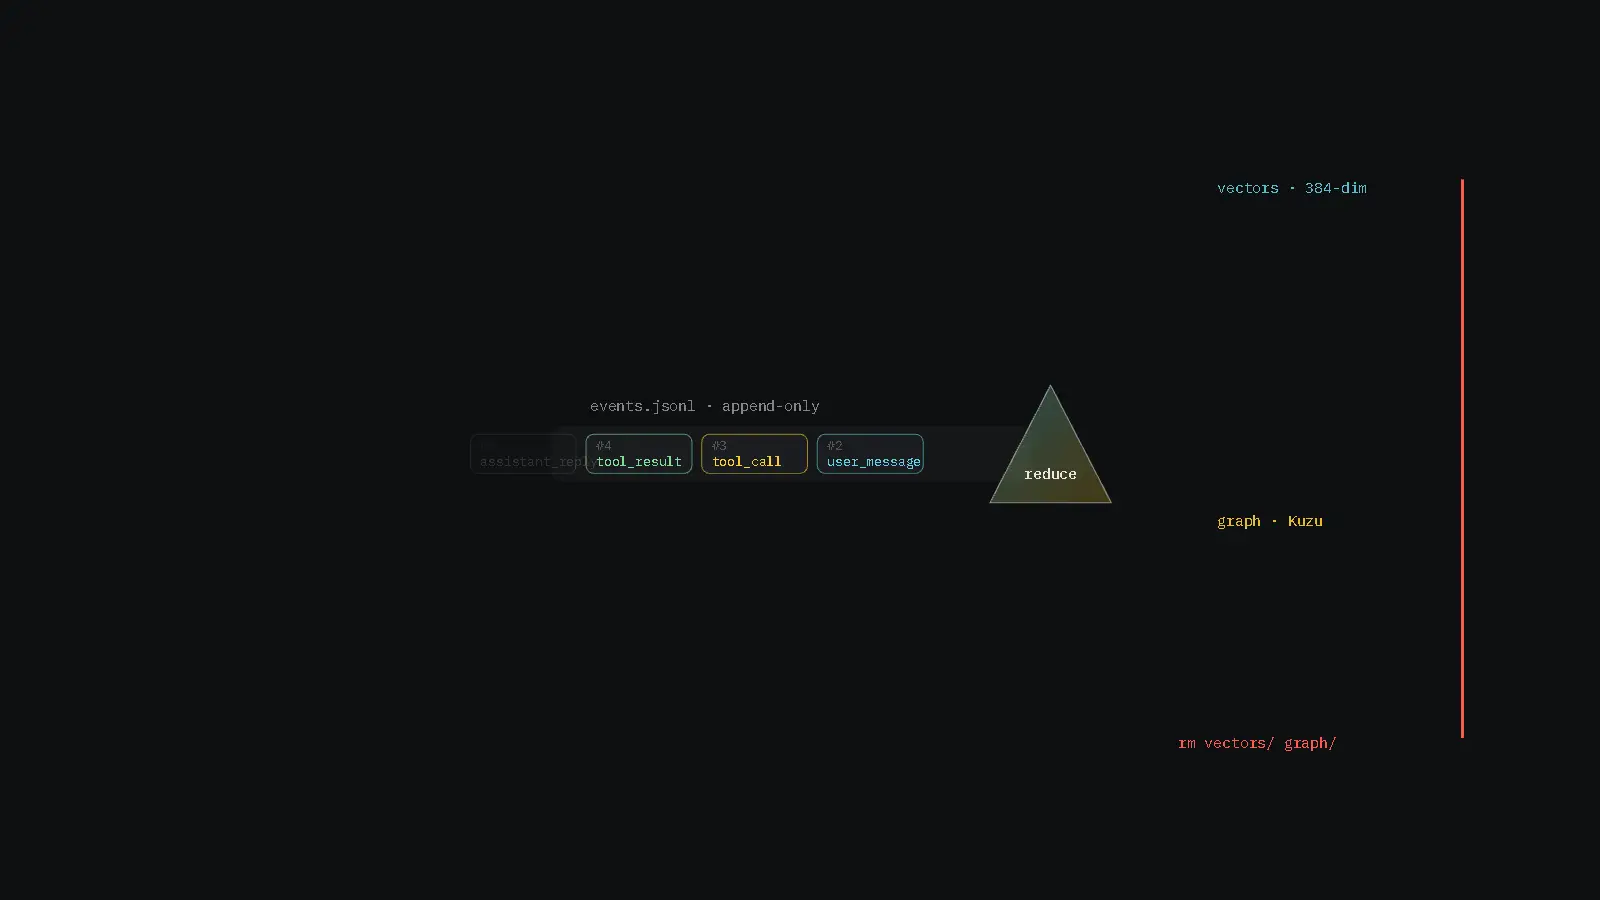 vectors · 384-dim
events.jsonl · append-only
assistant_reply
#4
tool_result
#3
tool_call
#2
user_message
reduce
graph · Kuzu
rm vectors/ graph/